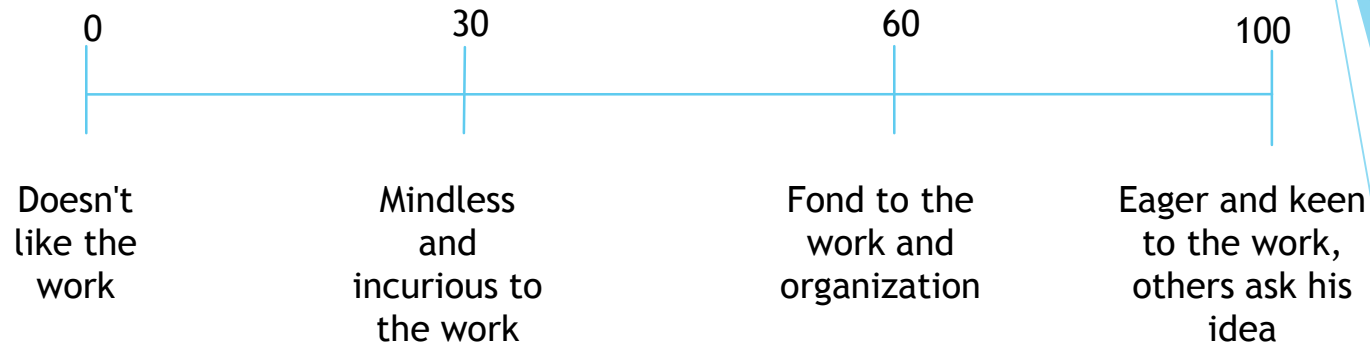 0
30
60
100
Doesn't
like the
work
Mindless
and
incurious to
the work
Fond to the
work and
organization
Eager and keen
to the work,
others ask his
idea